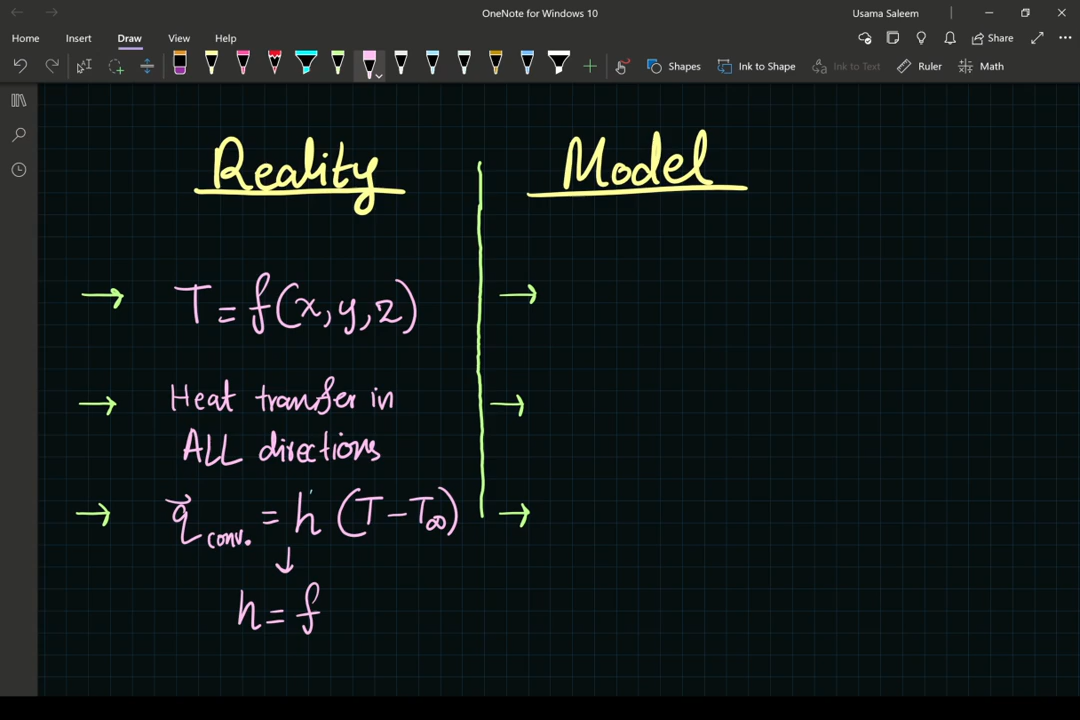 OneNote for Windows 10
Usama Saleem
Home Insert Draw View Help
Share
Shapes Ink to Shape Ink to Text Ruler Math
Reality
Model
→ T = f(x, y, z)
→
→ Heat transfer in
ALL directions
→
→ q⃗ conv. = h (T - T∞)
→
↓
h = f